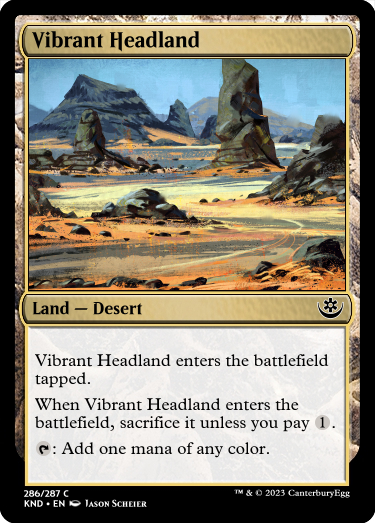 Vibrant Headland
Land — Desert
Vibrant Headland enters the battlefield
tapped.
When Vibrant Headland enters the
battlefield, sacrifice it unless you pay 1.
: Add one mana of any color.
286/287 C
KND • EN Jason Scheier
™ & © 2023 CanterburyEgg